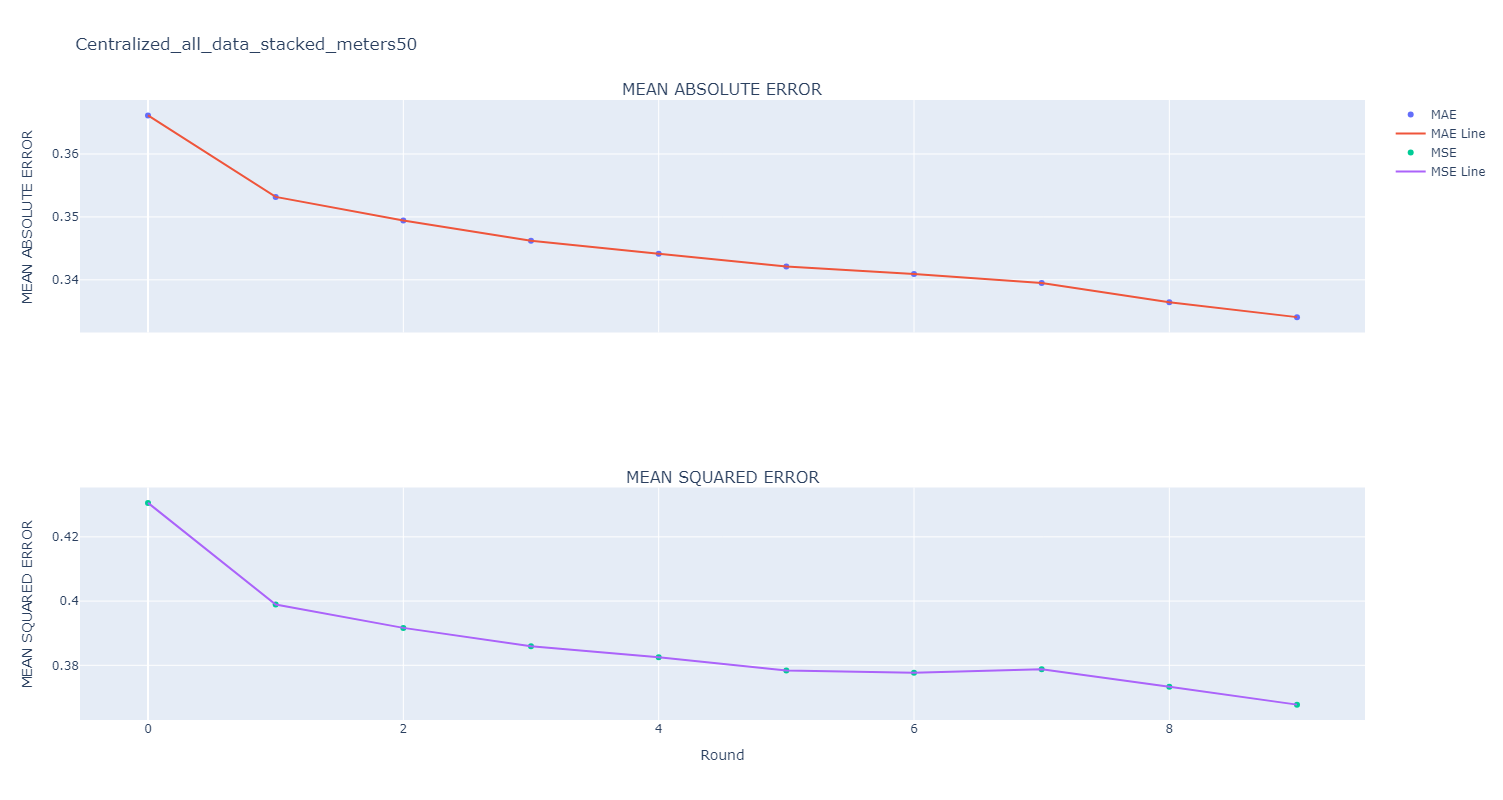 Centralized_all_data_stacked_meters50
MEAN ABSOLUTE ERROR
MEAN ABSOLUTE ERROR
0.36
0.35
0.34
MAE
MAE Line
MSE
MSE Line
MEAN SQUARED ERROR
MEAN SQUARED ERROR
0.42
0.4
0.38
0 2 4 6 8
Round